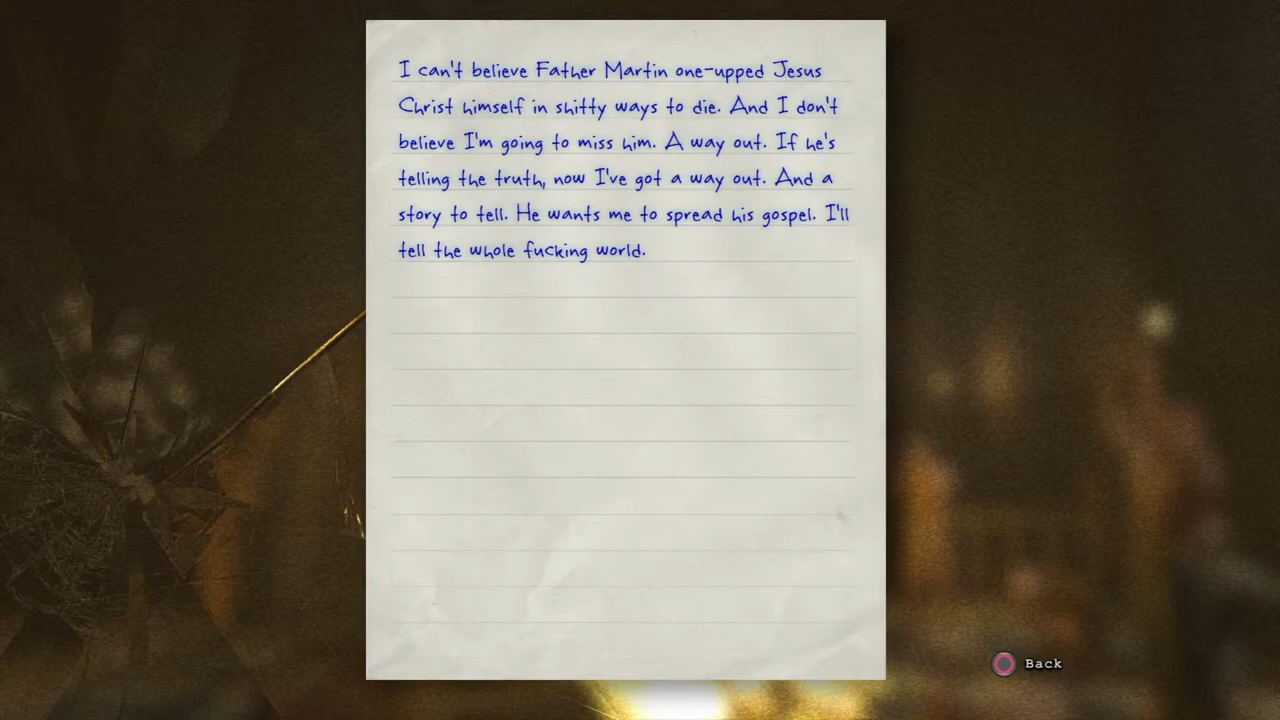 I can't believe Father Martin one-upped Jesus
Christ himself in shitty ways to die. And I don't
believe I'm going to miss him. A way out. If he's
telling the truth, now I've got a way out. And a
story to tell. He wants me to spread his gospel. I'll
tell the whole fucking world.
Back